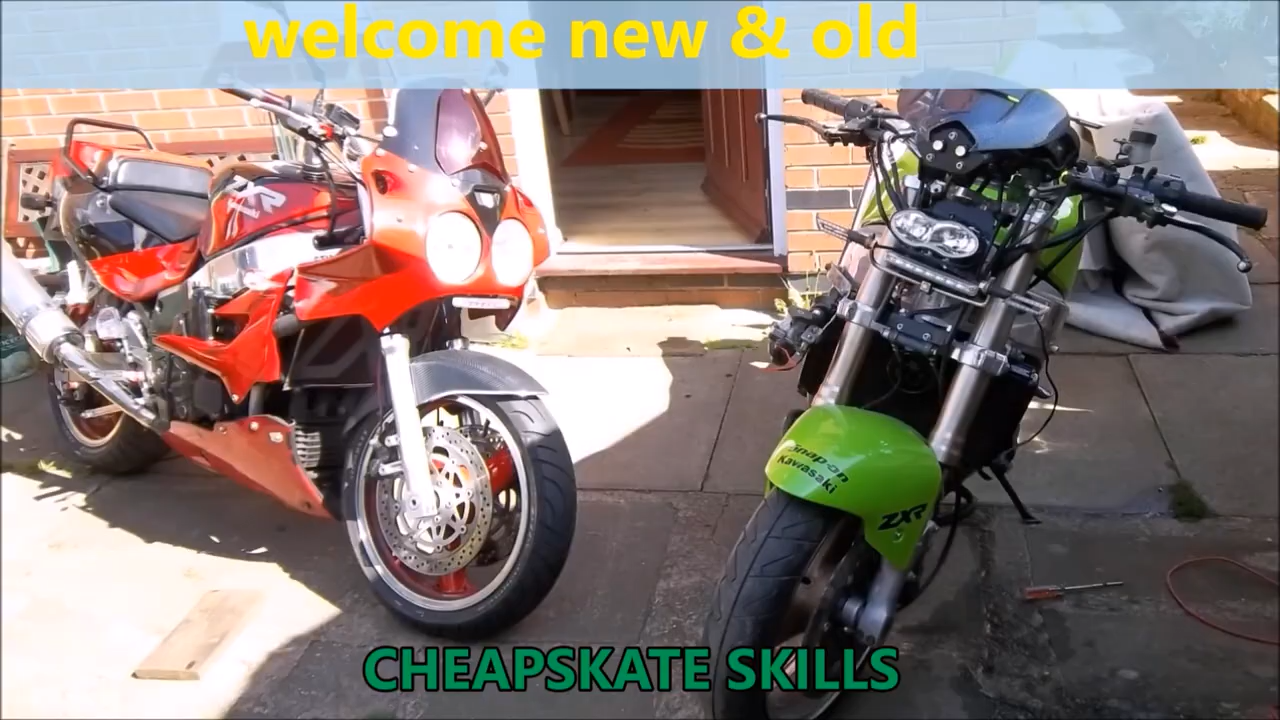 welcome new & old
ZXR
Snap-on
Kawasaki
ZXR
CHEAPSKATE SKILLS